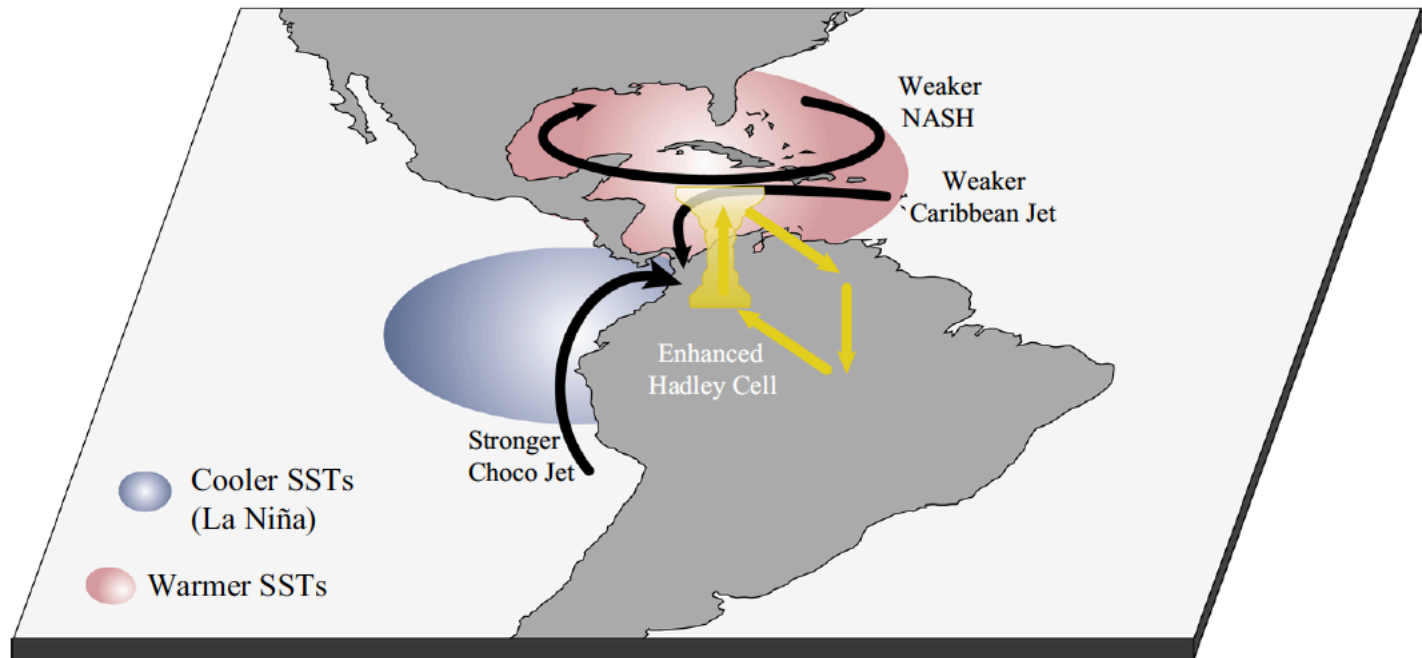 Weaker
NASH
Weaker
Caribbean Jet
Enhanced
Hadley Cell
Stronger
Choco Jet
Cooler SSTs
(La Niña)
Warmer SSTs